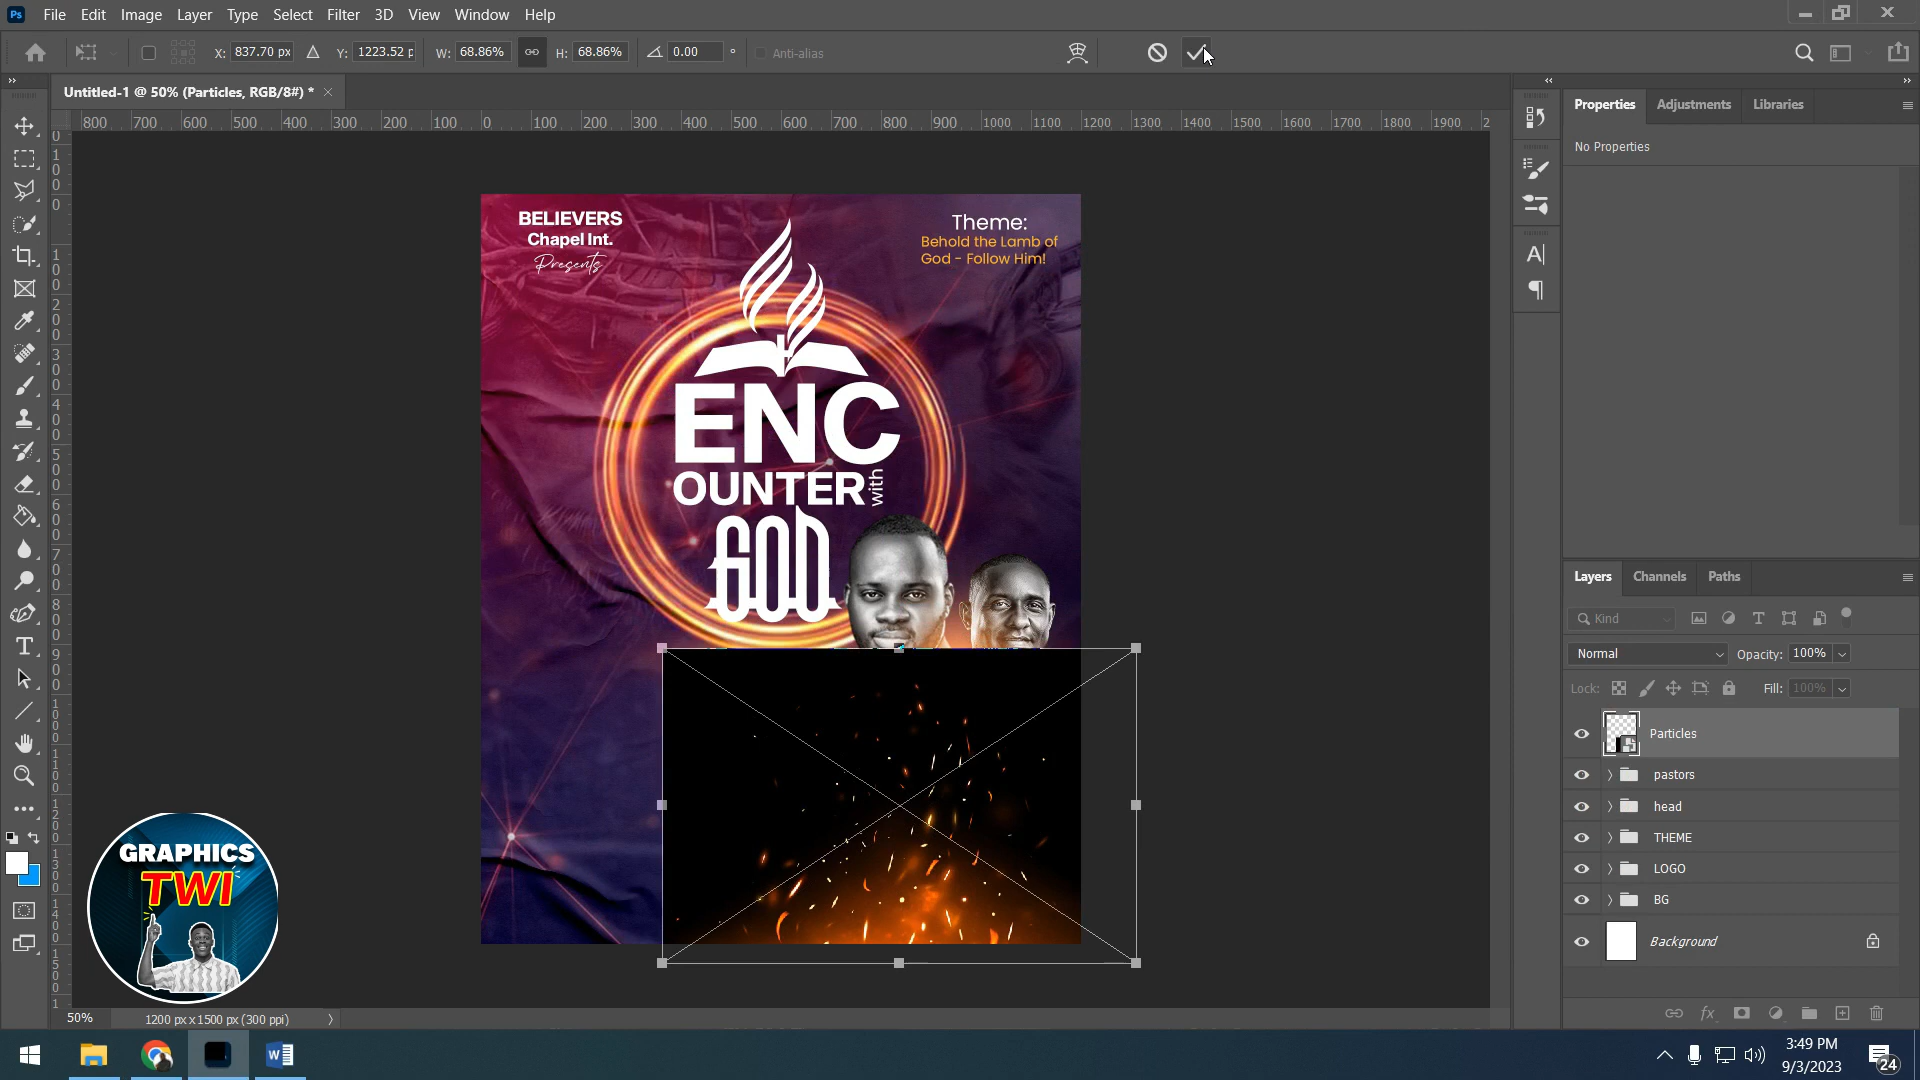 Ps File Edit Image Layer Type Select Filter 3D View Window Help
X: 837.70 px Y: 1223.52 p W: 68.86% H: 68.86% 0.00 ° Anti-alias
Untitled-1 @ 50% (Particles, RGB/8#) * ×
800 700 600 500 400 300 200 100 0 100 200 300 400 500 600 700 800 900 1000 1100 1200 1300 1400 1500 1600 1700 1800 1900 2
Properties Adjustments Libraries
No Properties
BELIEVERS
Chapel Int.
Presents
Theme:
Behold the Lamb of
God - Follow Him!
ENC
OUNTER with
GOD
Layers Channels Paths
Kind
Normal Opacity: 100%
Lock: Fill: 100%
Particles
pastors
head
THEME
LOGO
BG
Background
GRAPHICS
TWI
50% 1200 px x 1500 px (300 ppi)
3:49 PM
9/3/2023
24